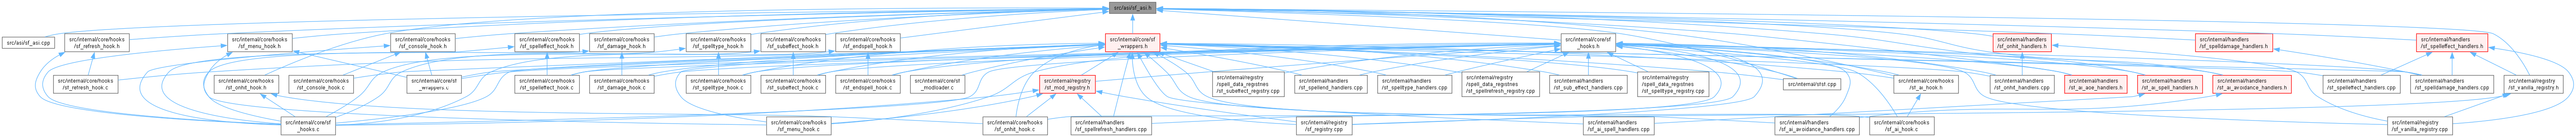 src/asi/sf_asi.h
src/asi/sf_asi.cpp
src/internal/core/hooks
/sf_refresh_hook.h
src/internal/core/hooks
/sf_menu_hook.h
src/internal/core/hooks
/sf_console_hook.h
src/internal/core/hooks
/sf_spelleffect_hook.h
src/internal/core/hooks
/sf_damage_hook.h
src/internal/core/hooks
/sf_spelltype_hook.h
src/internal/core/hooks
/sf_subeffect_hook.h
src/internal/core/hooks
/sf_endspell_hook.h
src/internal/core/sf
_wrappers.h
src/internal/core/sf
_hooks.h
src/internal/handlers
/sf_onhit_handlers.h
src/internal/handlers
/sf_spelldamage_handlers.h
src/internal/handlers
/sf_spelleffect_handlers.h
src/internal/core/hooks
/sf_refresh_hook.c
src/internal/core/hooks
/sf_onhit_hook.h
src/internal/core/hooks
/sf_console_hook.c
src/internal/core/sf
_wrappers.c
src/internal/core/hooks
/sf_spelleffect_hook.c
src/internal/core/hooks
/sf_damage_hook.c
src/internal/core/hooks
/sf_spelltype_hook.c
src/internal/core/hooks
/sf_subeffect_hook.c
src/internal/core/hooks
/sf_endspell_hook.c
src/internal/core/sf
_modloader.c
src/internal/registry
/sf_mod_registry.h
src/internal/registry
/spell_data_registries
/sf_subeffect_registry.cpp
src/internal/handlers
/sf_spellend_handlers.cpp
src/internal/handlers
/sf_spelltype_handlers.cpp
src/internal/registry
/spell_data_registries
/sf_spellrefresh_registry.cpp
src/internal/handlers
/sf_sub_effect_handlers.cpp
src/internal/registry
/spell_data_registries
/sf_spelltype_registry.cpp
src/internal/sf.cpp
src/internal/core/hooks
/sf_ai_hook.h
src/internal/handlers
/sf_onhit_handlers.cpp
src/internal/handlers
/sf_ai_aoe_handlers.h
src/internal/handlers
/sf_ai_spell_handlers.h
src/internal/handlers
/sf_ai_avoidance_handlers.h
src/internal/handlers
/sf_spelleffect_handlers.cpp
src/internal/handlers
/sf_spelldamage_handlers.cpp
src/internal/registry
/sf_vanilla_registry.h
src/internal/core/sf
_hooks.c
src/internal/core/hooks
/sf_menu_hook.c
src/internal/core/hooks
/sf_onhit_hook.c
src/internal/handlers
/sf_spellrefresh_handlers.cpp
src/internal/registry
/sf_registry.cpp
src/internal/handlers
/sf_ai_spell_handlers.cpp
src/internal/handlers
/sf_ai_avoidance_handlers.cpp
src/internal/core/hooks
/sf_ai_hook.c
src/internal/registry
/sf_vanilla_registry.cpp